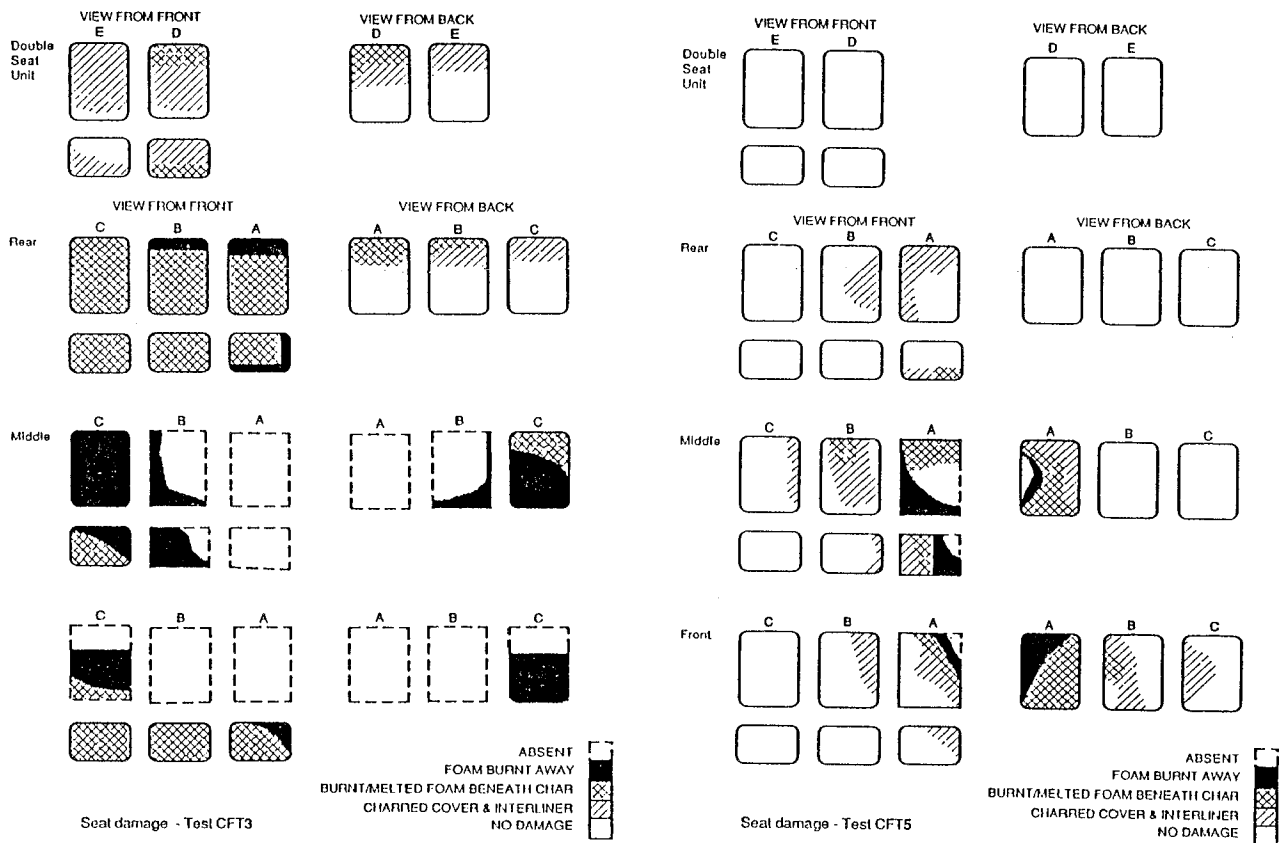 VIEW FROM FRONT
E D
Double
Seat
Unit
VIEW FROM BACK
D E
VIEW FROM FRONT
Rear
C B A
VIEW FROM BACK
A B C
Middle
C B A
A B C
C B A
A B C
ABSENT
FOAM BURNT AWAY
BURNT/MELTED FOAM BENEATH CHAR
CHARRED COVER & INTERLINER
NO DAMAGE
Seat damage - Test CFT3
VIEW FROM FRONT
E D
Double
Seat
Unit
VIEW FROM BACK
D E
VIEW FROM FRONT
Rear
C B A
VIEW FROM BACK
A B C
Middle
C B A
A B C
Front
C B A
A B C
ABSENT
FOAM BURNT AWAY
BURNT/MELTED FOAM BENEATH CHAR
CHARRED COVER & INTERLINER
NO DAMAGE
Seat damage - Test CFT5